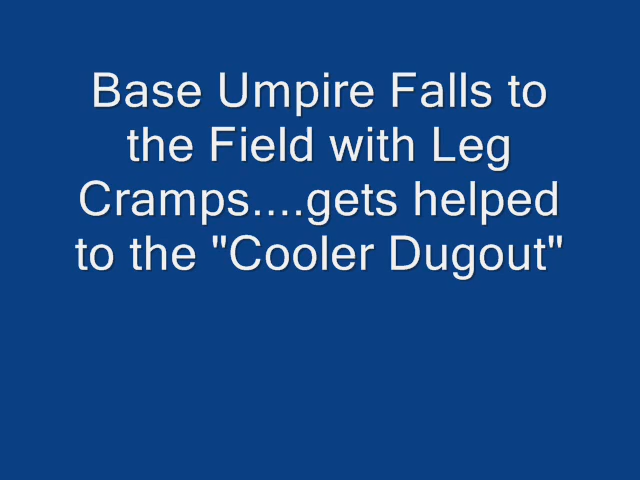 Base Umpire Falls to
the Field with Leg
Cramps....gets helped
to the "Cooler Dugout"